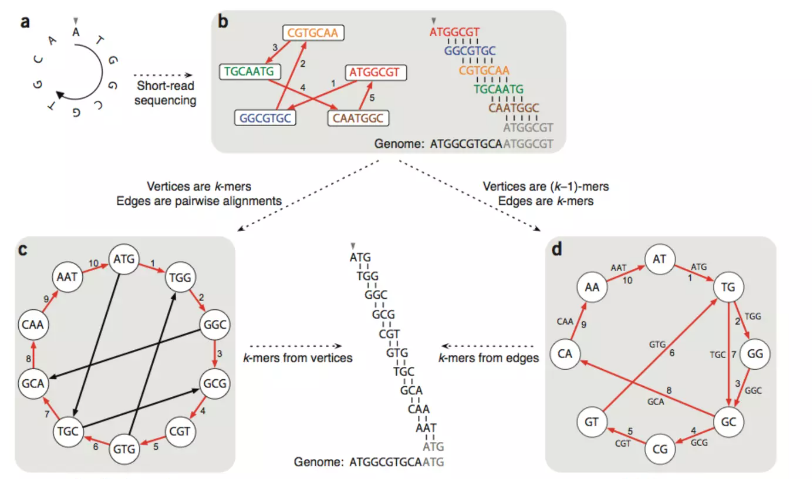 a
A
T
G
G
C
G
T
G
C
A
Short-read
sequencing
b
CGTGCAA
TGCAATG
ATGGCGT
GGCGTGC
CAATGGC
1
2
3
4
5
ATGGCGT
GGCGTGC
CGTGCAA
TGCAATG
CAATGGC
ATGGCGT
Genome: ATGGCGTGCAATGGCGT
Vertices are k-mers
Edges are pairwise alignments
Vertices are (k–1)-mers
Edges are k-mers
c
ATG
1
TGG
2
GGC
3
GCG
4
CGT
5
GTG
6
TGC
7
GCA
8
CAA
9
AAT
10
k-mers from vertices
ATG
TGG
GGC
GCG
CGT
GTG
TGC
GCA
CAA
AAT
ATG
Genome: ATGGCGTGCAATG
k-mers from edges
d
AT
ATG
1
TG
2
TGG
GG
3
GGC
GC
4
GCG
CG
5
CGT
GT
GTG
6
TGC
7
8
GCA
CA
CAA
9
AA
AAT
10